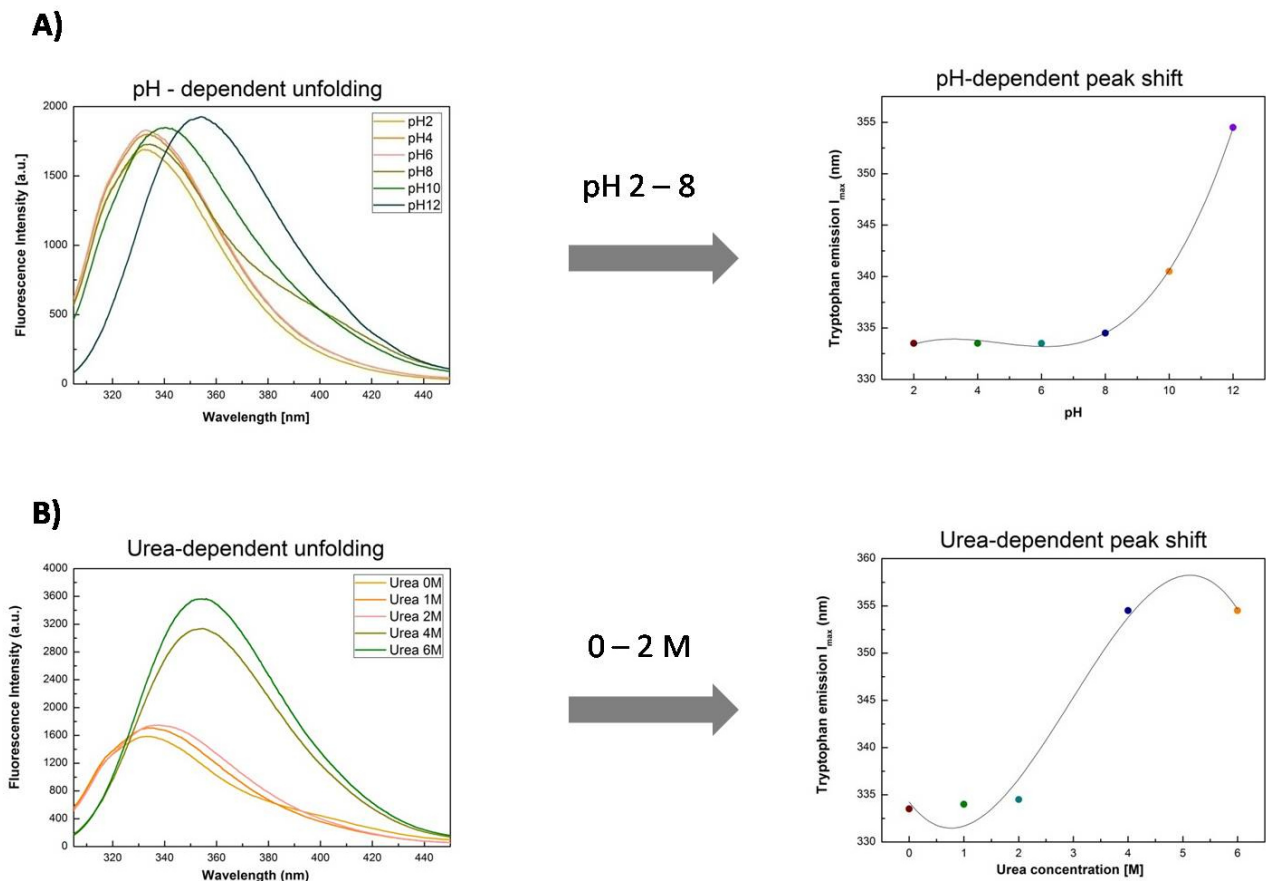 A)
pH - dependent unfolding
2000
1500
1000
500
0
320 340 360 380 400 420 440
Fluorescence Intensity [a.u.]
Wavelength [nm]
pH2
pH4
pH6
pH8
pH10
pH12
pH 2 – 8
pH-dependent peak shift
355
350
345
340
335
330
2 4 6 8 10 12
Tryptophan emission Imax (nm)
pH
B)
Urea-dependent unfolding
4000
3600
3200
2800
2400
2000
1600
1200
800
400
0
320 340 360 380 400 420 440
Fluorescence Intensity (a.u.)
Wavelength (nm)
Urea 0M
Urea 1M
Urea 2M
Urea 4M
Urea 6M
0 – 2 M
Urea-dependent peak shift
360
355
350
345
340
335
330
0 1 2 3 4 5 6
Tryptophan emission Imax (nm)
Urea concentration [M]